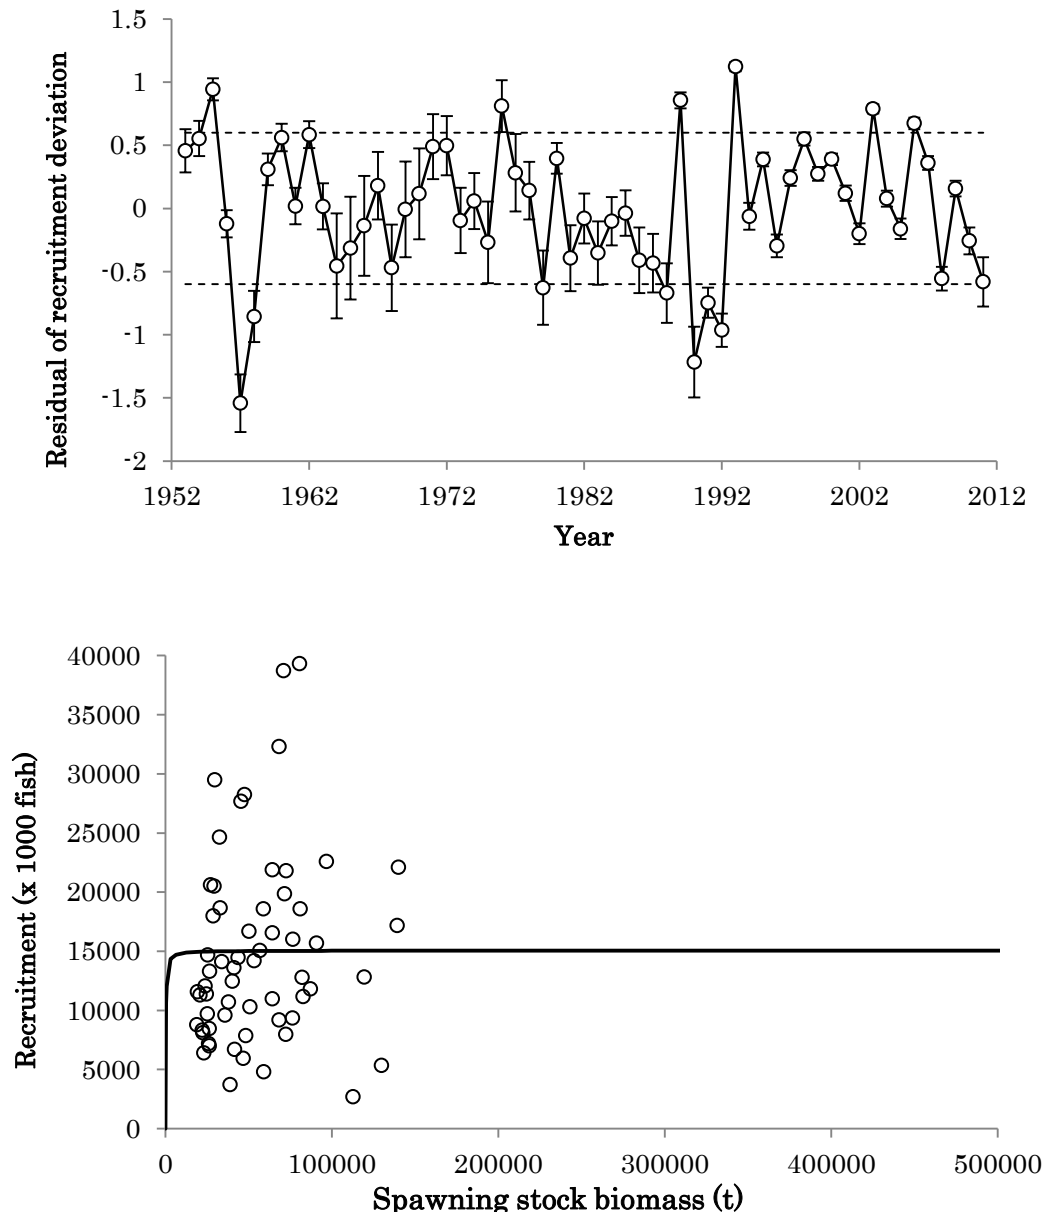 1.5
1
0.5
0
-0.5
-1
-1.5
-2
Residual of recruitment deviation
1952 1962 1972 1982 1992 2002 2012
Year
40000
35000
30000
25000
20000
15000
10000
5000
0
Recruitment (x 1000 fish)
0 100000 200000 300000 400000 500000
Spawning stock biomass (t)